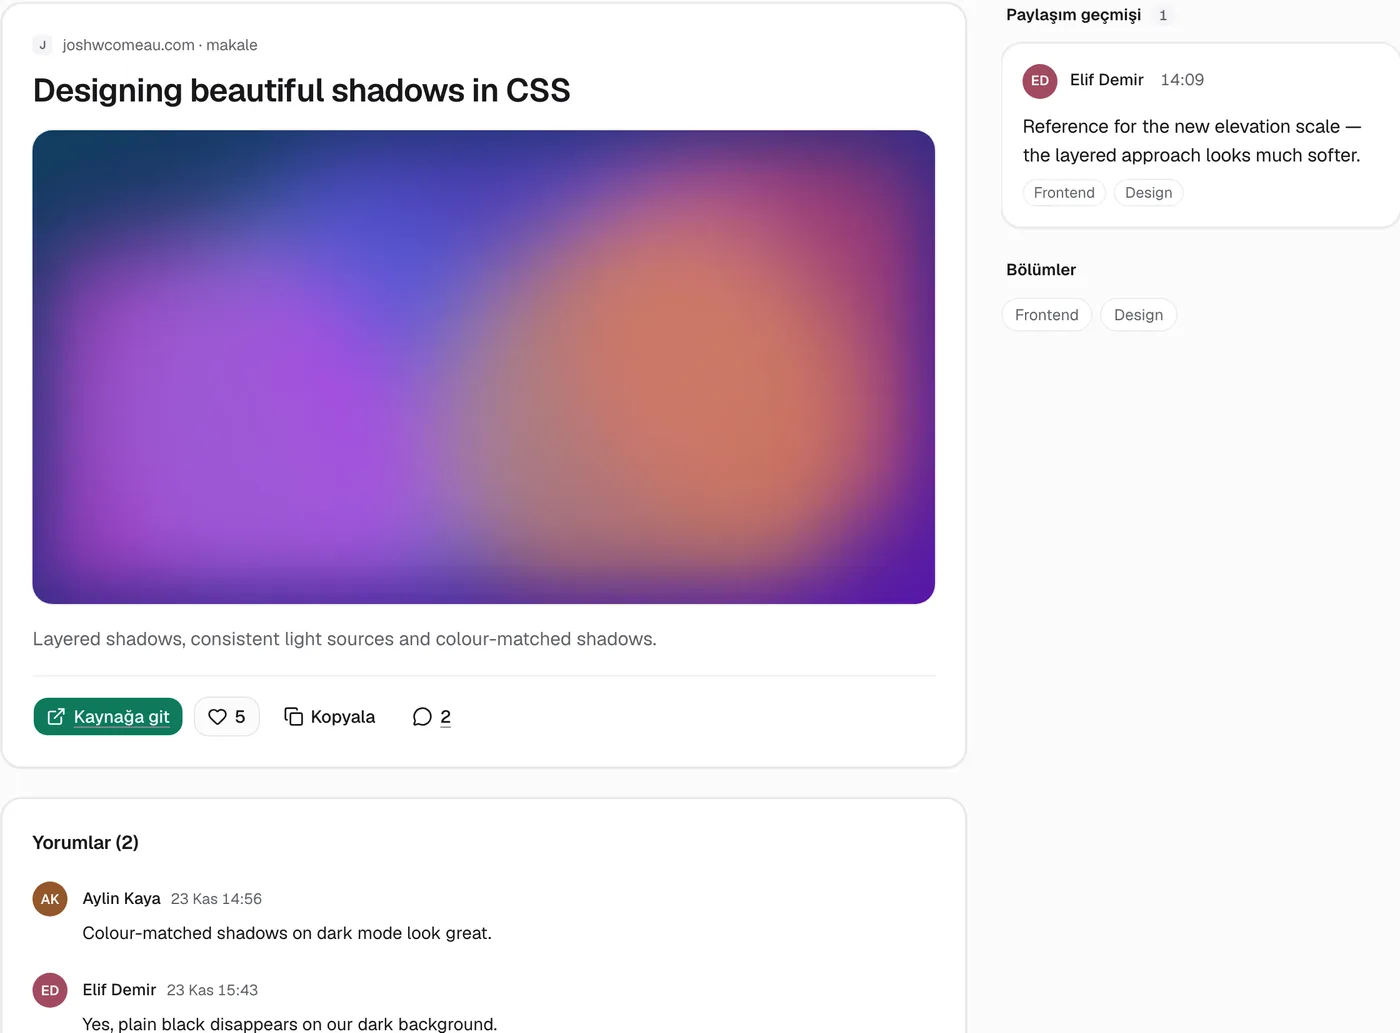 J joshwcomeau.com · makale
Designing beautiful shadows in CSS
Layered shadows, consistent light sources and colour-matched shadows.
Kaynağa git 5 Kopyala 2
Yorumlar (2)
AK Aylin Kaya 23 Kas 14:56
Colour-matched shadows on dark mode look great.
ED Elif Demir 23 Kas 15:43
Yes, plain black disappears on our dark background.
Paylaşım geçmişi 1
ED Elif Demir 14:09
Reference for the new elevation scale —
the layered approach looks much softer.
Frontend Design
Bölümler
Frontend Design